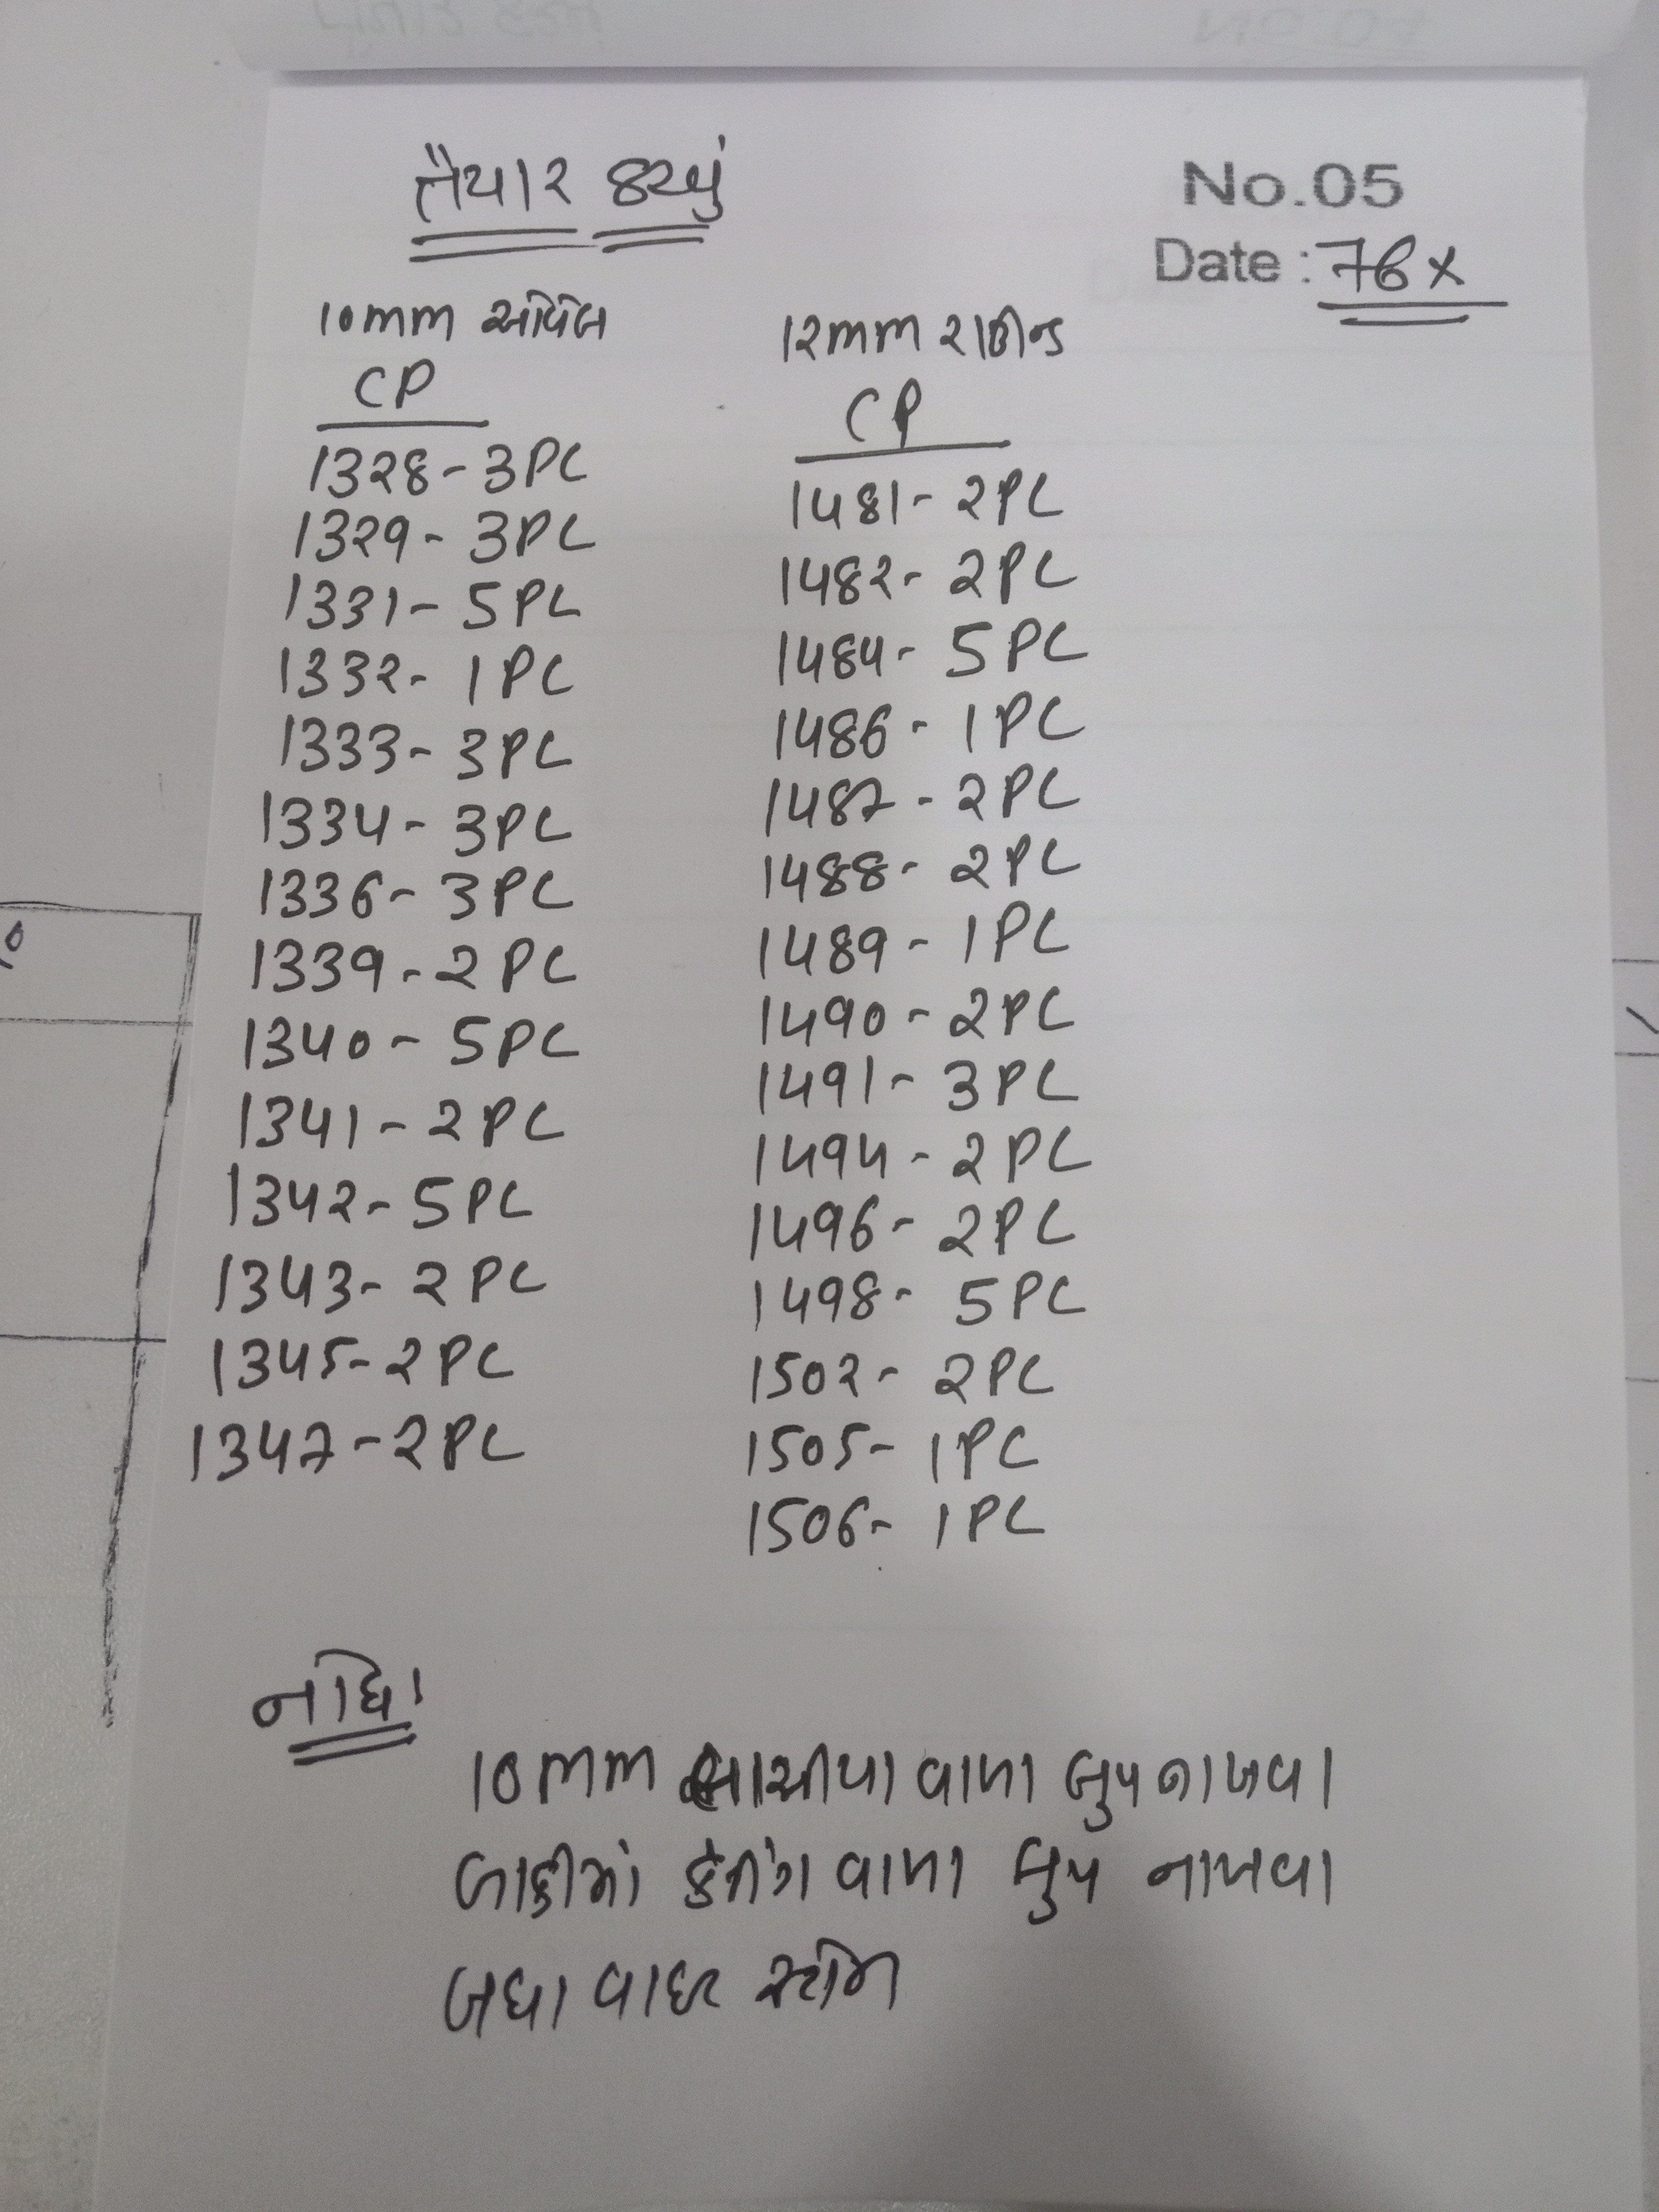 તૈયાર કરવું
No.05
Date : 76x
10mm ઓવેલ
CP
1328 - 3PC
1329 - 3PC
1331 - 5PC
1332 - 1PC
1333 - 3PC
1334 - 3PC
1336 - 3PC
1339 - 2PC
1340 - 5PC
1341 - 2PC
1342 - 5PC
1343 - 2PC
1345 - 2PC
1347 - 2PC
12mm રાઉન્ડ
CP
1481 - 2PC
1482 - 2PC
1484 - 5PC
1486 - 1PC
1487 - 2PC
1488 - 2PC
1489 - 1PC
1490 - 2PC
1491 - 3PC
1494 - 2PC
1496 - 2PC
1498 - 5PC
1502 - 2PC
1505 - 1PC
1506 - 1PC
નોંધ:
10mm વાળા લુપ નાખવા
બાકીમાં વાળા લુપ નાખવા
બધા વાઇટ સ્ટોન